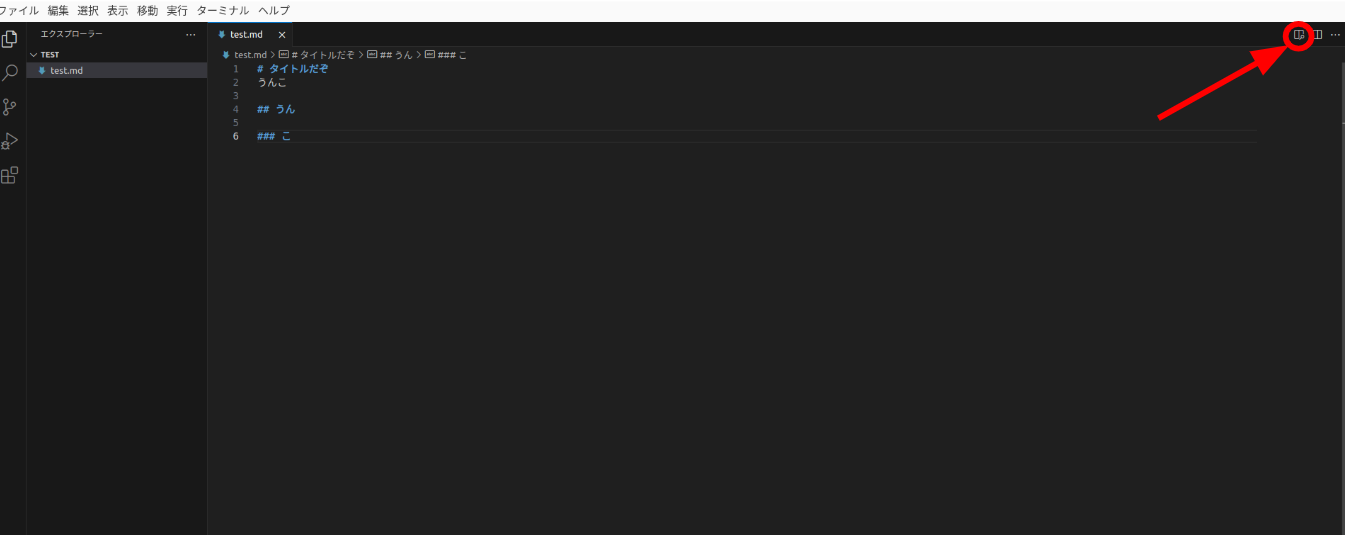 ファイル 編集 選択 表示 移動 実行 ターミナル ヘルプ
エクスプローラー
test.md
TEST
test.md
test.md > # タイトルだぞ > ## うん > ### こ
1 # タイトルだぞ
2 うんこ
3
4 ## うん
5
6 ### こ